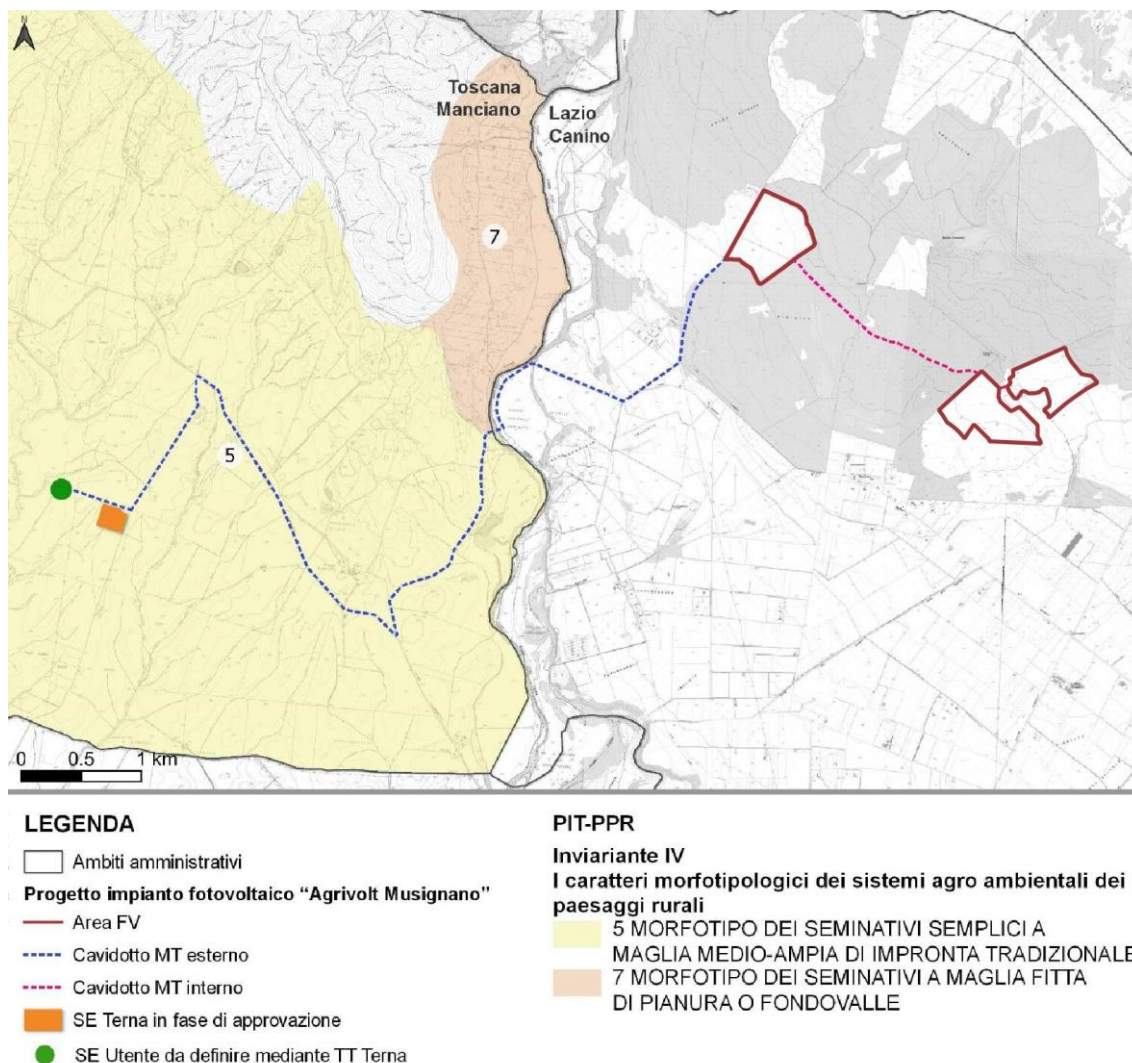 Toscana
Manciano
Lazio
Canino
7
5
0 0.5 1 km
LEGENDA
Ambiti amministrativi
Progetto impianto fotovoltaico “Agrivolt Musignano”
Area FV
Cavidotto MT esterno
Cavidotto MT interno
SE Terna in fase di approvazione
SE Utente da definire mediante TT Terna
PIT-PPR
Inviariante IV
I caratteri morfotipologici dei sistemi agro ambientali dei
paesaggi rurali
5 MORFOTIPO DEI SEMINATIVI SEMPLICI A
MAGLIA MEDIO-AMPIA DI IMPRONTA TRADIZIONALE
7 MORFOTIPO DEI SEMINATIVI A MAGLIA FITTA
DI PIANURA O FONDOVALLE